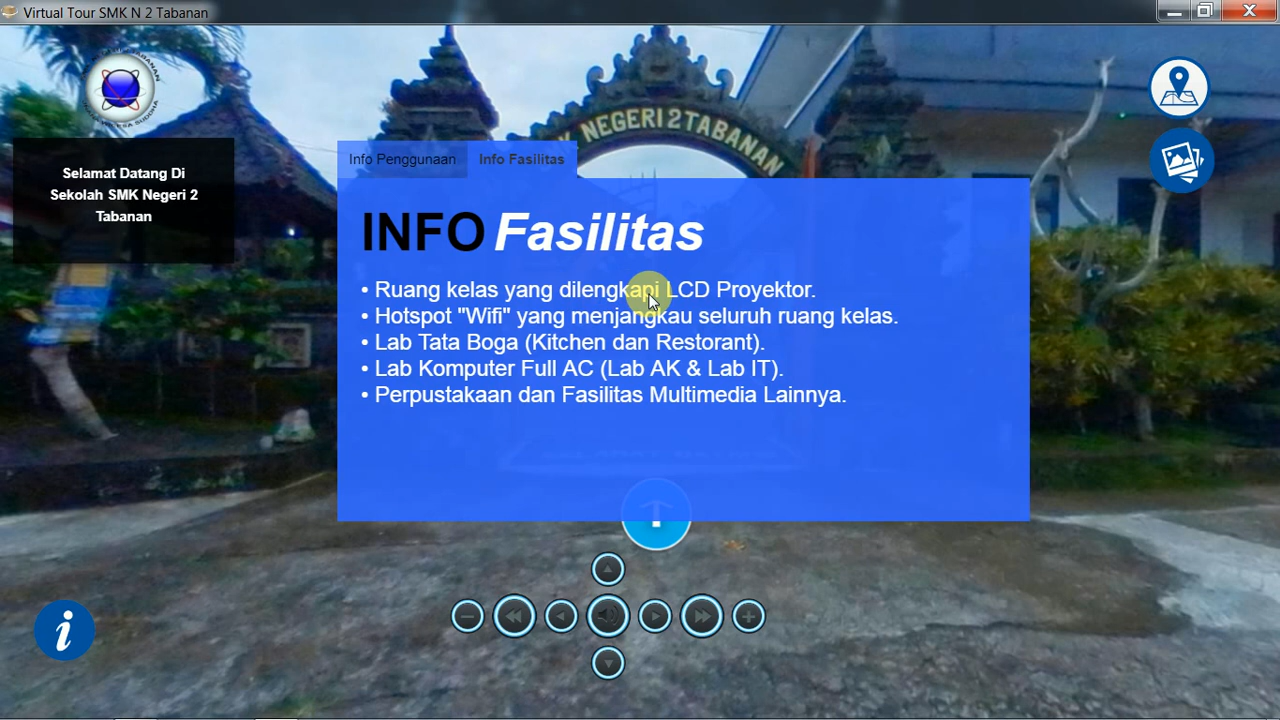 Virtual Tour SMK N 2 Tabanan
NEGERI 2 TABANAN
Selamat Datang Di
Sekolah SMK Negeri 2
Tabanan
Info Penggunaan
Info Fasilitas
INFO Fasilitas
• Ruang kelas yang dilengkapi LCD Proyektor.
• Hotspot "Wifi" yang menjangkau seluruh ruang kelas.
• Lab Tata Boga (Kitchen dan Restorant).
• Lab Komputer Full AC (Lab AK & Lab IT).
• Perpustakaan dan Fasilitas Multimedia Lainnya.